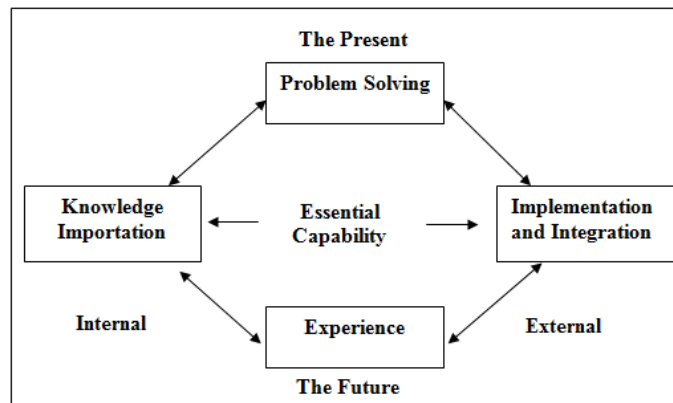 The Present
Problem Solving
Knowledge
Importation
Essential
Capability
Implementation
and Integration
Internal
Experience
External
The Future